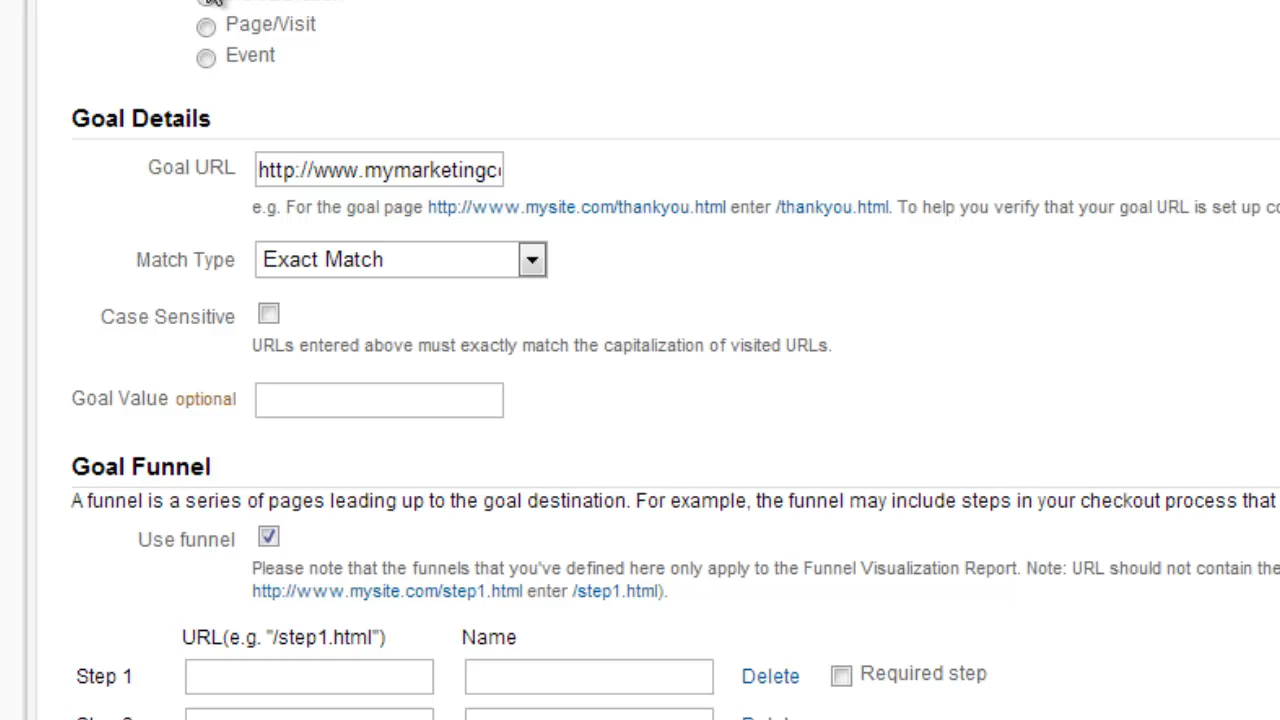 Page/Visit
Event
Goal Details
Goal URL http://www.mymarketingc
e.g. For the goal page http://www.mysite.com/thankyou.html enter /thankyou.html. To help you verify that your goal URL is set up co
Match Type Exact Match
Case Sensitive
URLs entered above must exactly match the capitalization of visited URLs.
Goal Value optional
Goal Funnel
A funnel is a series of pages leading up to the goal destination. For example, the funnel may include steps in your checkout process that
Use funnel
Please note that the funnels that you've defined here only apply to the Funnel Visualization Report. Note: URL should not contain the
http://www.mysite.com/step1.html enter /step1.html).
URL(e.g. "/step1.html") Name
Step 1 Delete Required step